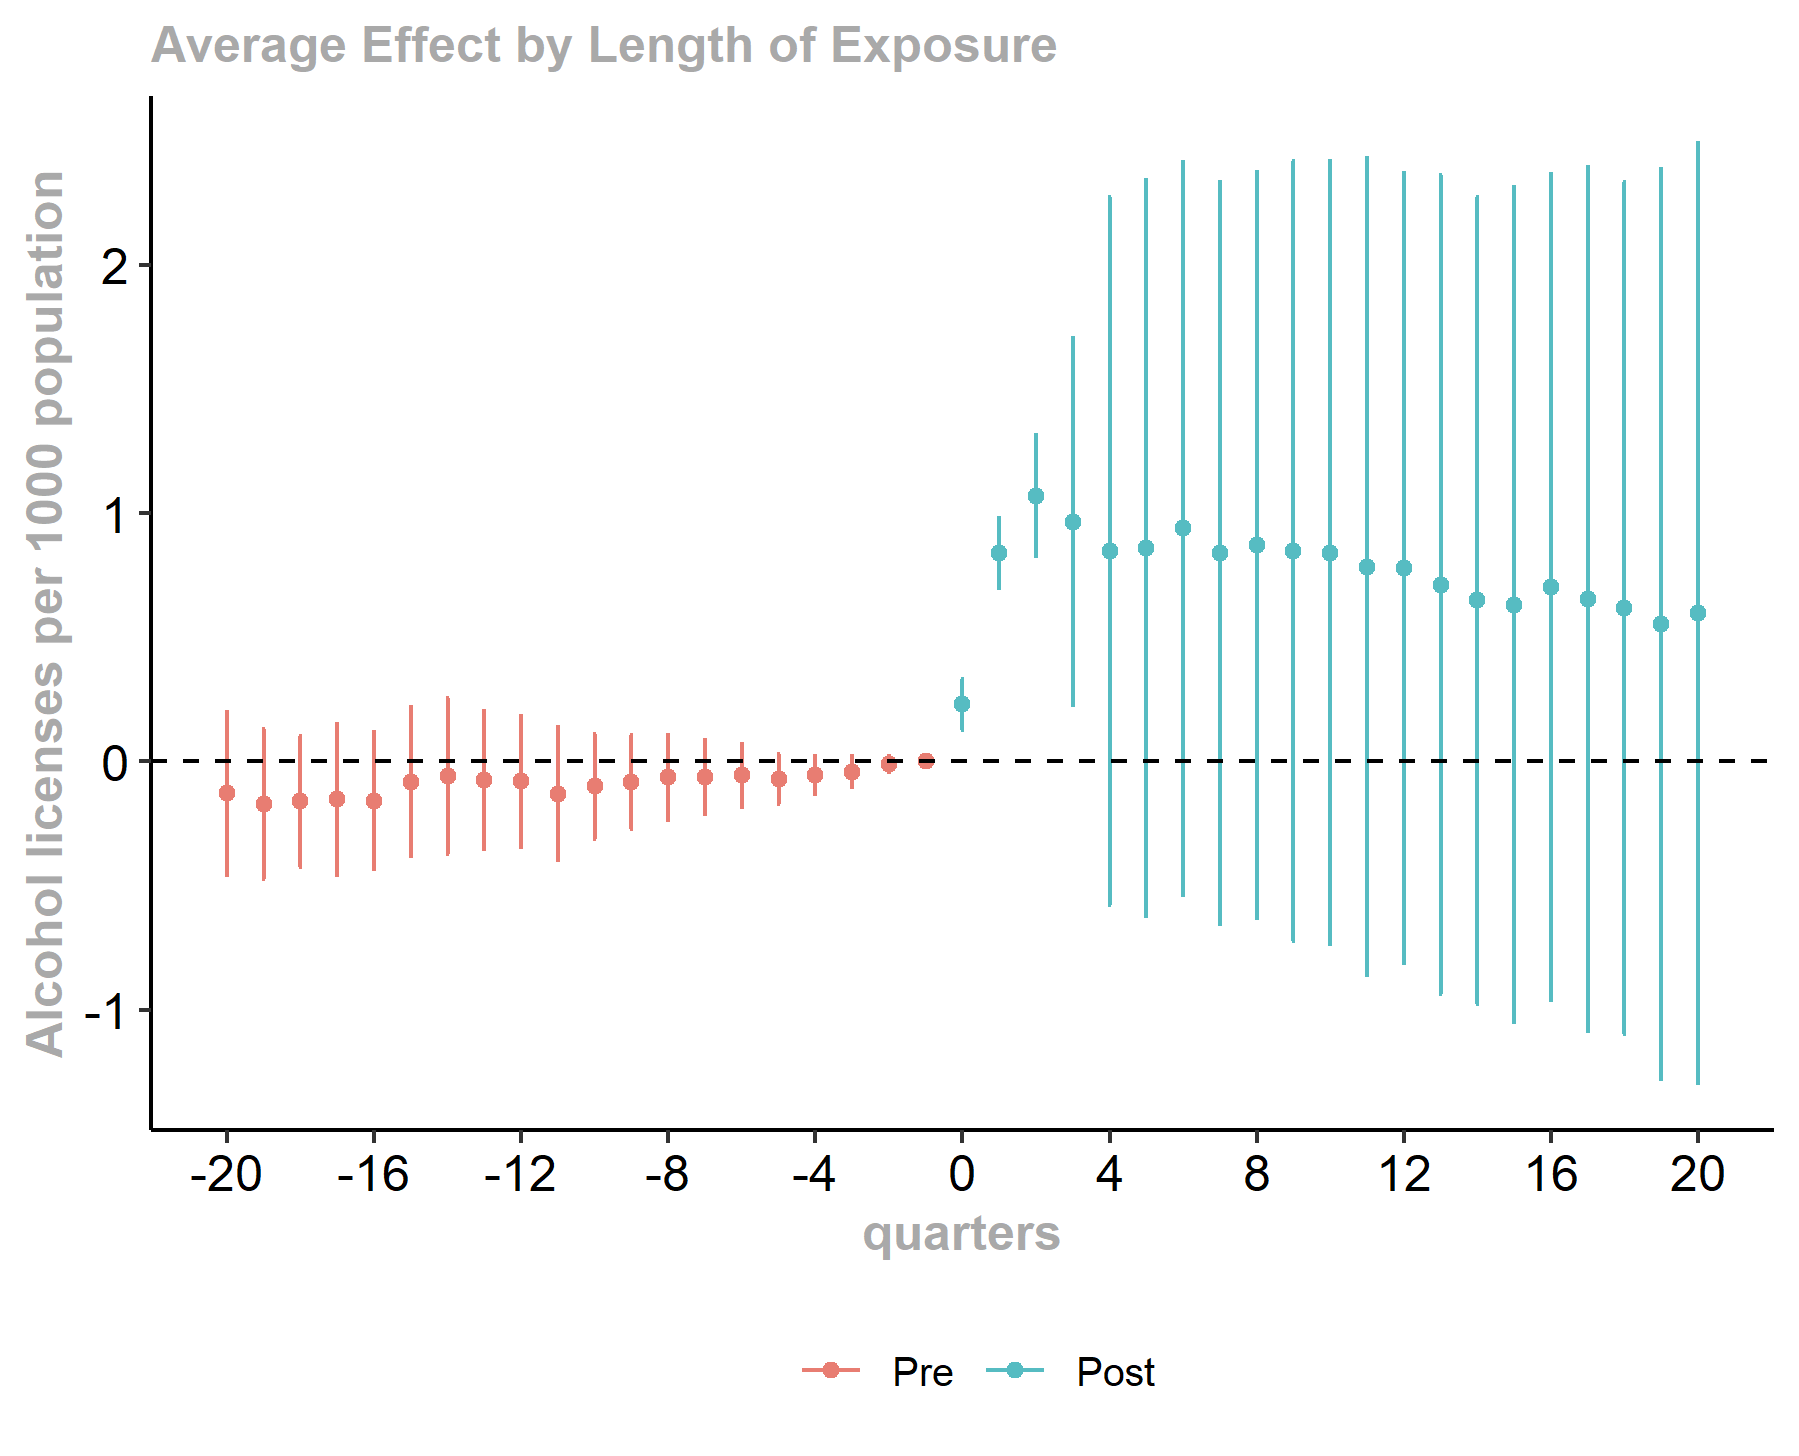 Average Effect by Length of Exposure
Alcohol licenses per 1000 population
2
1
0
-1
-20 -16 -12 -8 -4 0 4 8 12 16 20
quarters
Pre Post